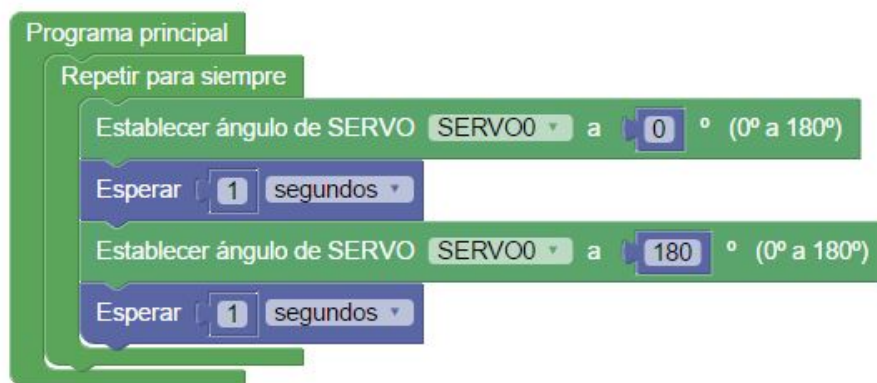 Programa principal
Repetir para siempre
Establecer ángulo de SERVO SERVO0 a 0 º (0º a 180º)
Esperar 1 segundos
Establecer ángulo de SERVO SERVO0 a 180 º (0º a 180º)
Esperar 1 segundos